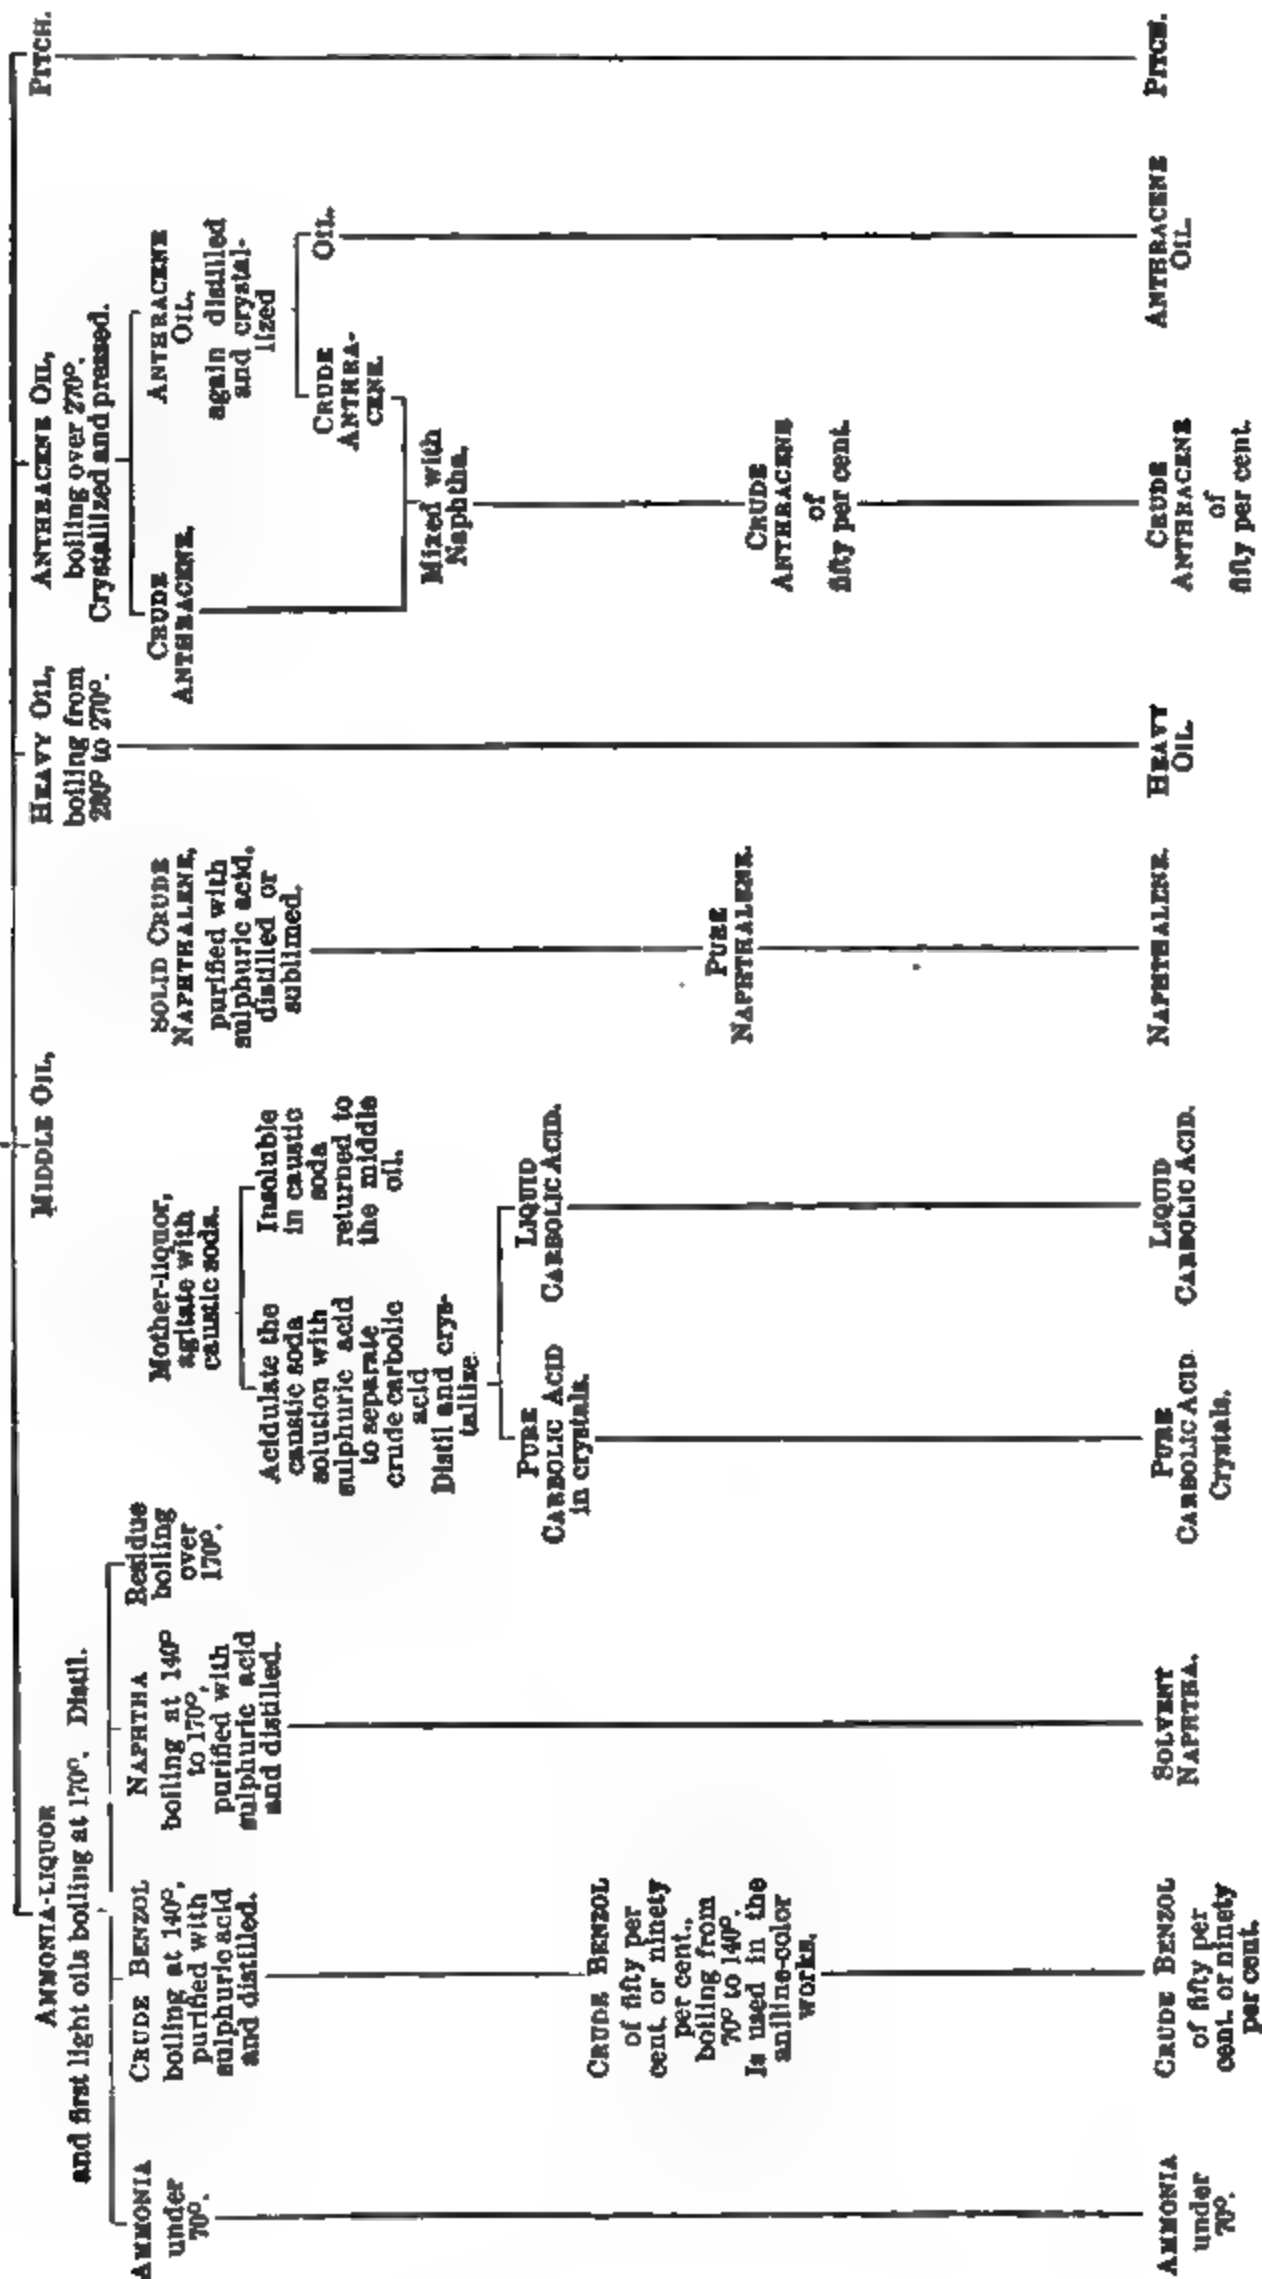 AMMONIA-LIQUOR
and first light oils boiling at 170°. Distil.
MIDDLE OIL,
HEAVY OIL,
boiling from
230° to 270°.
ANTHRACENE OIL,
boiling over 270°.
Crystallized and pressed.
PITCH.
AMMONIA
under
70°.
CRUDE BENZOL
boiling at 140°,
purified with
sulphuric acid
and distilled.
NAPHTHA
boiling at 140°
to 170°,
purified with
sulphuric acid
and distilled.
Residue
boiling
over
170°.
Mother-liquor,
agitate with
caustic soda.
SOLID CRUDE
NAPHTHALENE,
purified with
sulphuric acid,
distilled or
sublimed.
CRUDE
ANTHRACENE.
ANTHRACENE
OIL,
again distilled
and crystal-
lized
Acidulate the
caustic soda
solution with
sulphuric acid
to separate
crude carbolic
acid
Distil and crys-
tallize
Insoluble
in caustic
soda
returned to
the middle
oil.
CRUDE
ANTHRA-
CENE.
OIL.
Mixed with
Naphtha.
PURE
CARBOLIC ACID
in crystals.
LIQUID
CARBOLIC ACID.
CRUDE BENZOL
of fifty per
cent. or ninety
per cent.,
boiling from
70° to 140°.
Is used in the
aniline-color
works.
PURE
NAPHTHALENE.
CRUDE
ANTHRACENE
of
fifty per cent.
AMMONIA
under
70°.
CRUDE BENZOL
of fifty per
cent. or ninety
per cent.
SOLVENT
NAPHTHA.
PURE
CARBOLIC ACID
Crystals.
LIQUID
CARBOLIC ACID.
NAPHTHALENE.
HEAVY
OIL.
CRUDE
ANTHRACENE
of
fifty per cent.
ANTHRACENE
OIL.
PITCH.